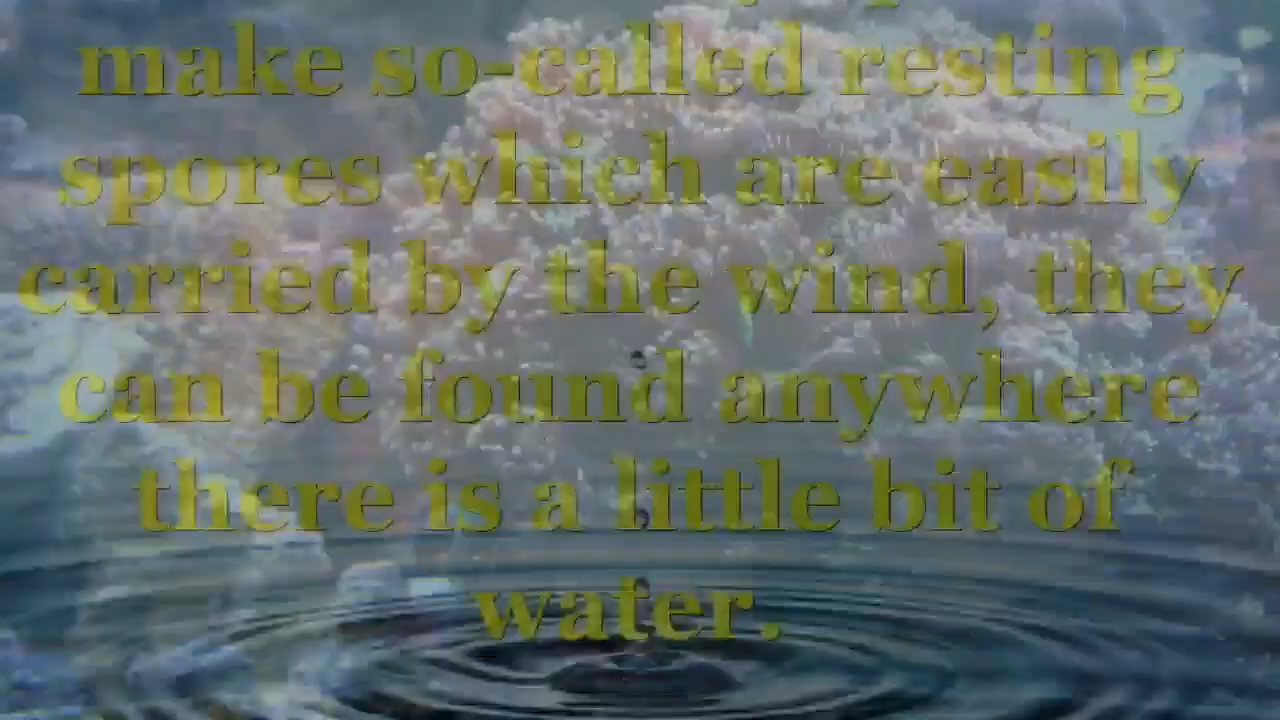 make so-called resting
spores which are easily
carried by the wind, they
can be found anywhere
there is a little bit of
water.